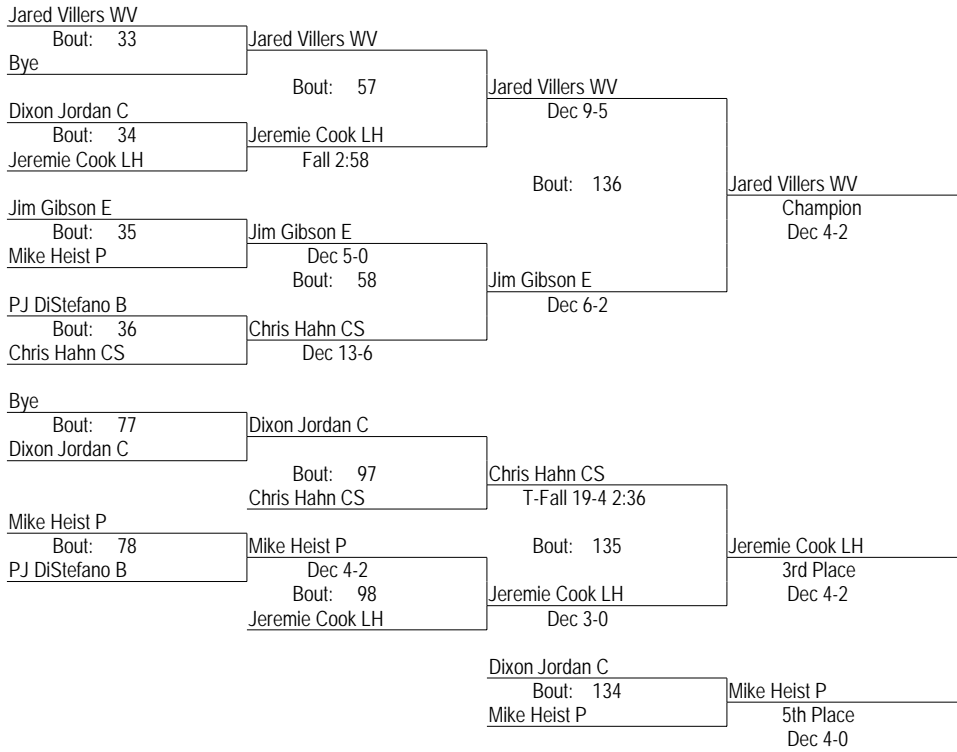 Jared Villers WV
Bout: 33
Bye
Jared Villers WV
Bout: 57
Dixon Jordan C
Bout: 34
Jeremie Cook LH
Jeremie Cook LH
Fall 2:58
Jared Villers WV
Dec 9-5
Bout: 136
Jim Gibson E
Bout: 35
Mike Heist P
Jim Gibson E
Dec 5-0
Bout: 58
PJ DiStefano B
Bout: 36
Chris Hahn CS
Chris Hahn CS
Dec 13-6
Jim Gibson E
Dec 6-2
Jared Villers WV
Champion
Dec 4-2
Bye
Bout: 77
Dixon Jordan C
Dixon Jordan C
Bout: 97
Chris Hahn CS
Chris Hahn CS
T-Fall 19-4 2:36
Bout: 135
Mike Heist P
Bout: 78
PJ DiStefano B
Mike Heist P
Dec 4-2
Bout: 98
Jeremie Cook LH
Jeremie Cook LH
Dec 3-0
Jeremie Cook LH
3rd Place
Dec 4-2
Dixon Jordan C
Bout: 134
Mike Heist P
Mike Heist P
5th Place
Dec 4-0